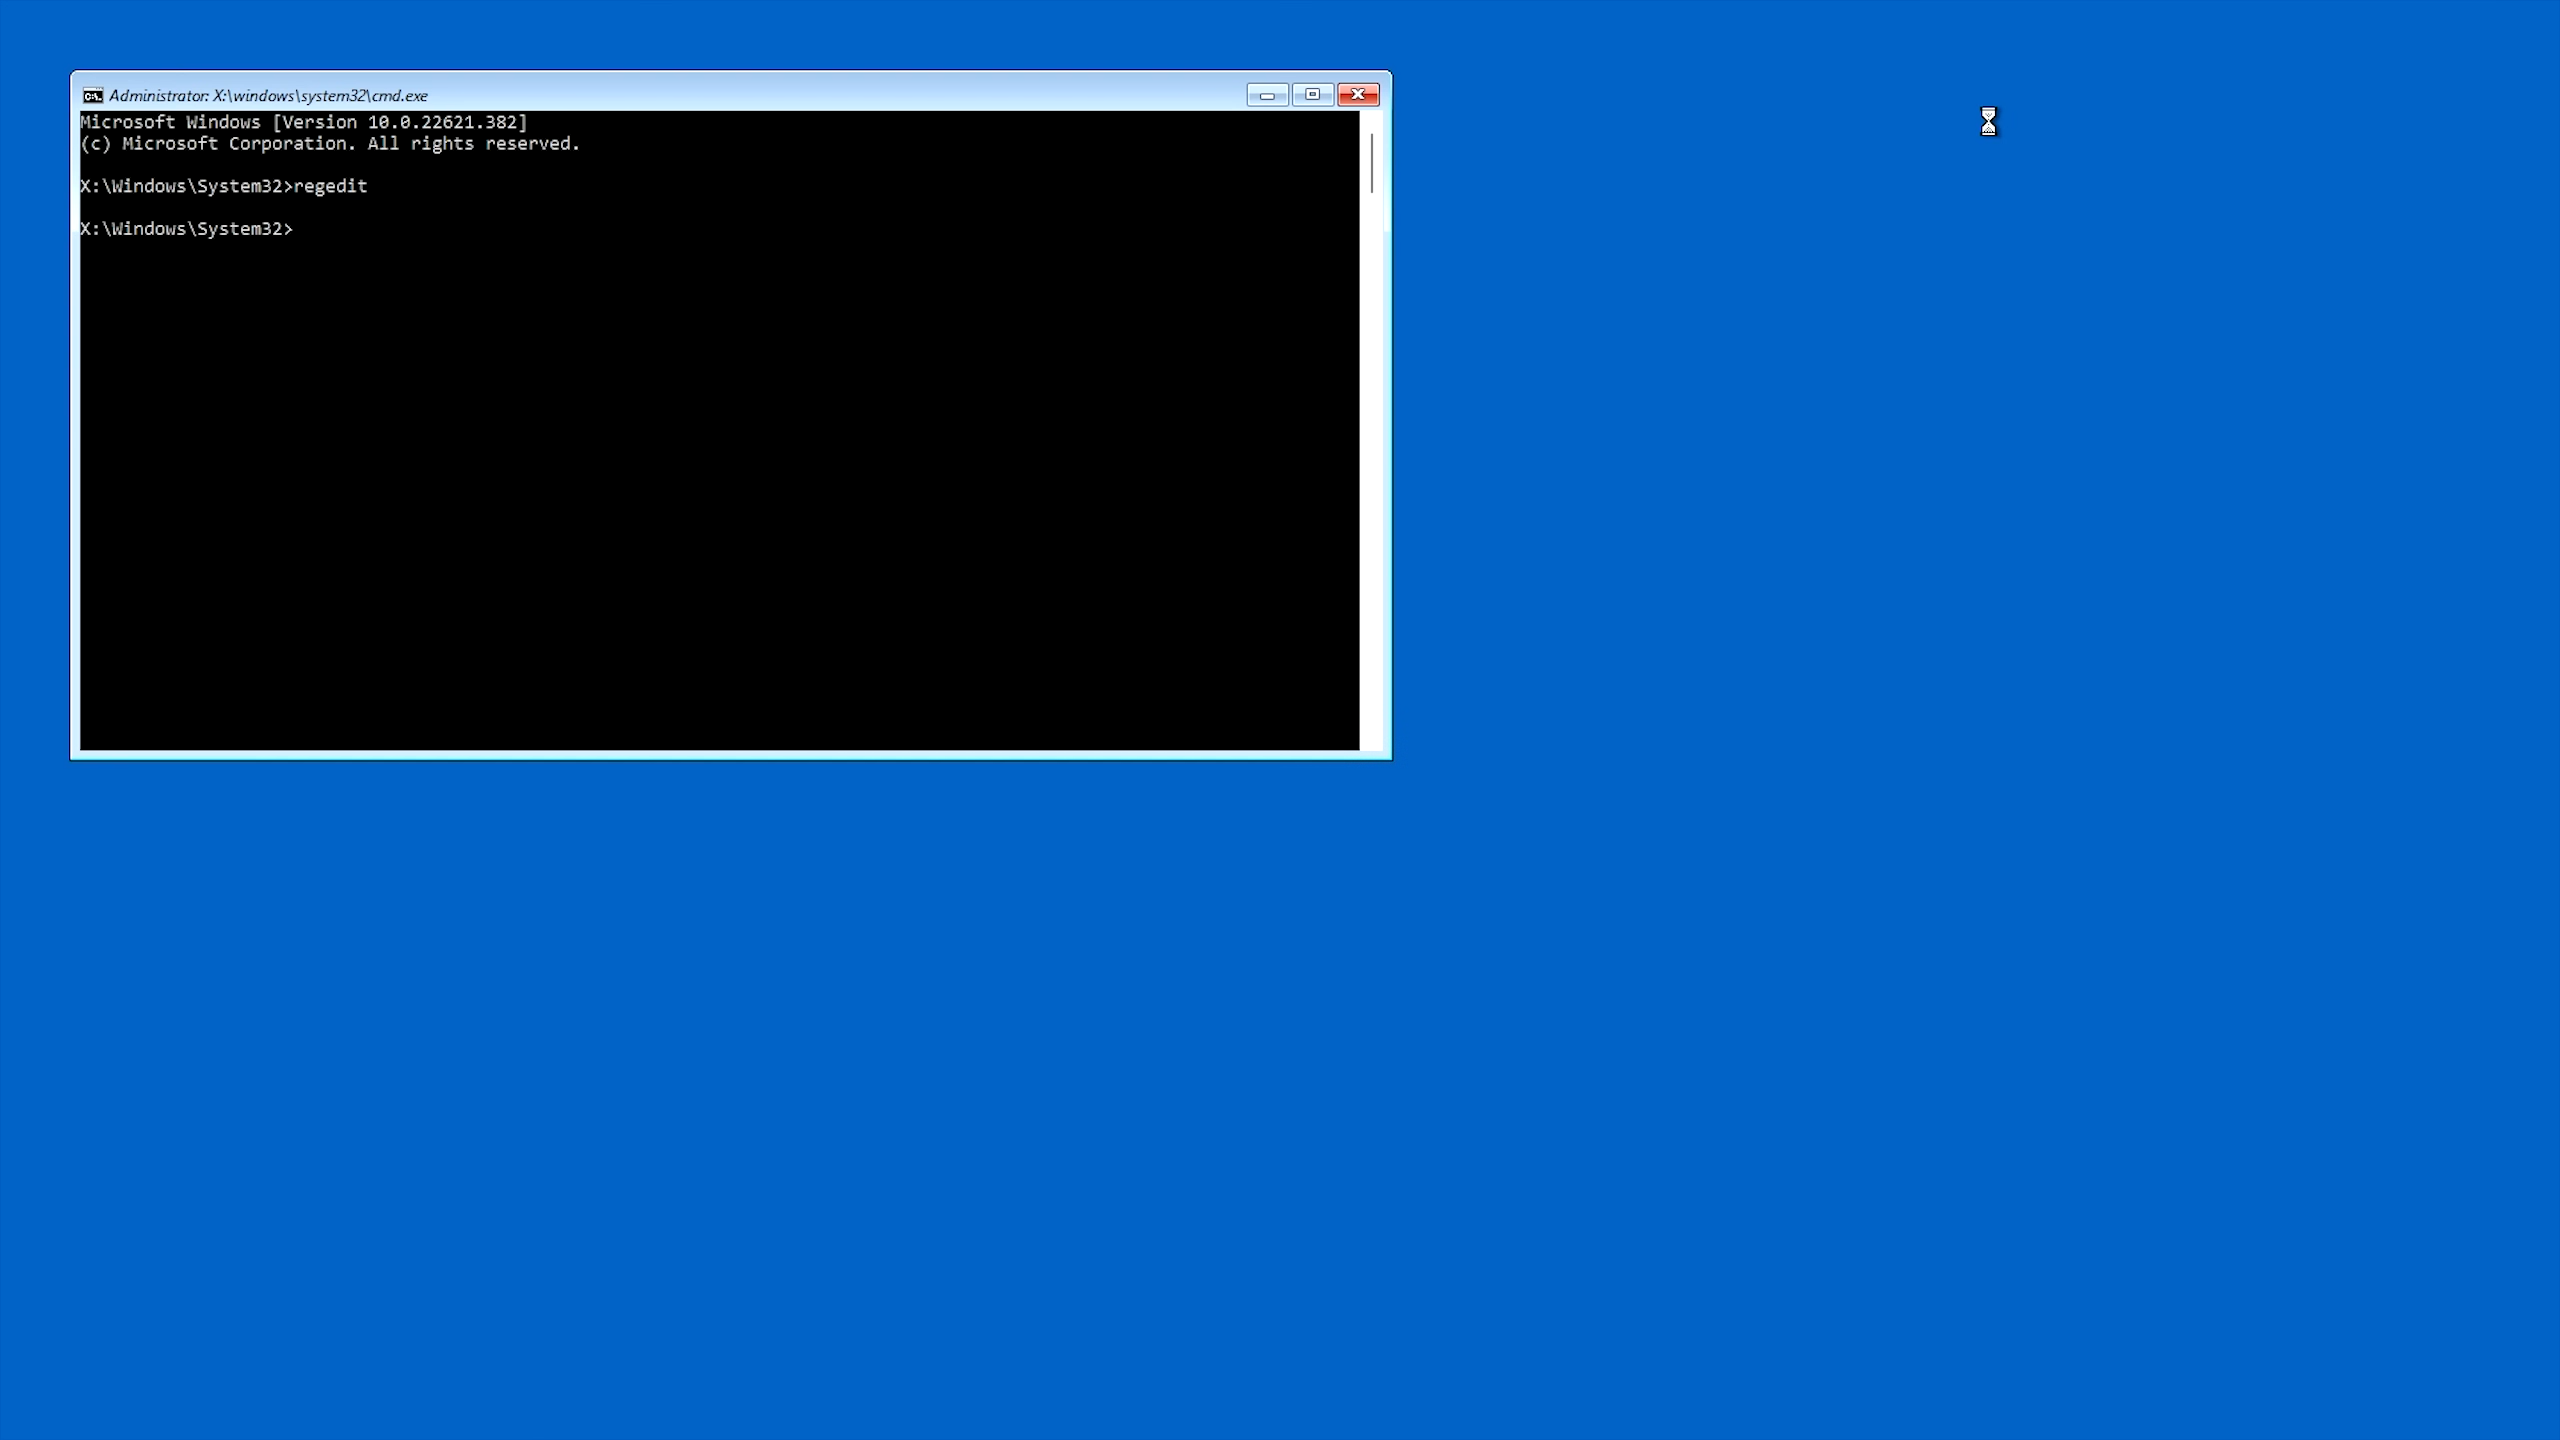 Administrator: X:\windows\system32\cmd.exe
Microsoft Windows [Version 10.0.22621.382]
(c) Microsoft Corporation. All rights reserved.
X:\Windows\System32>regedit
X:\Windows\System32>